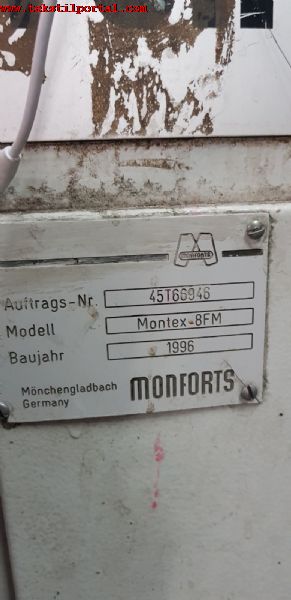 www.tekstilportal.com
MONFORTS
Auftrags-Nr. 45T66946
Modell Montex-8FM
Baujahr 1996
Mönchengladbach
Germany
MONFORTS